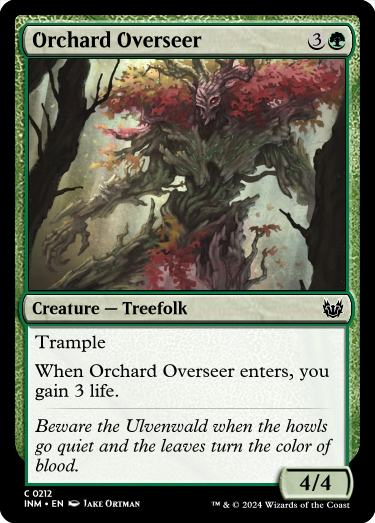 Orchard Overseer 3
Creature — Treefolk
Trample
When Orchard Overseer enters, you
gain 3 life.
Beware the Ulvenwald when the howls
go quiet and the leaves turn the color of
blood.
4/4
C 0212
INM • EN Jake Ortman
™ & © 2024 Wizards of the Coast